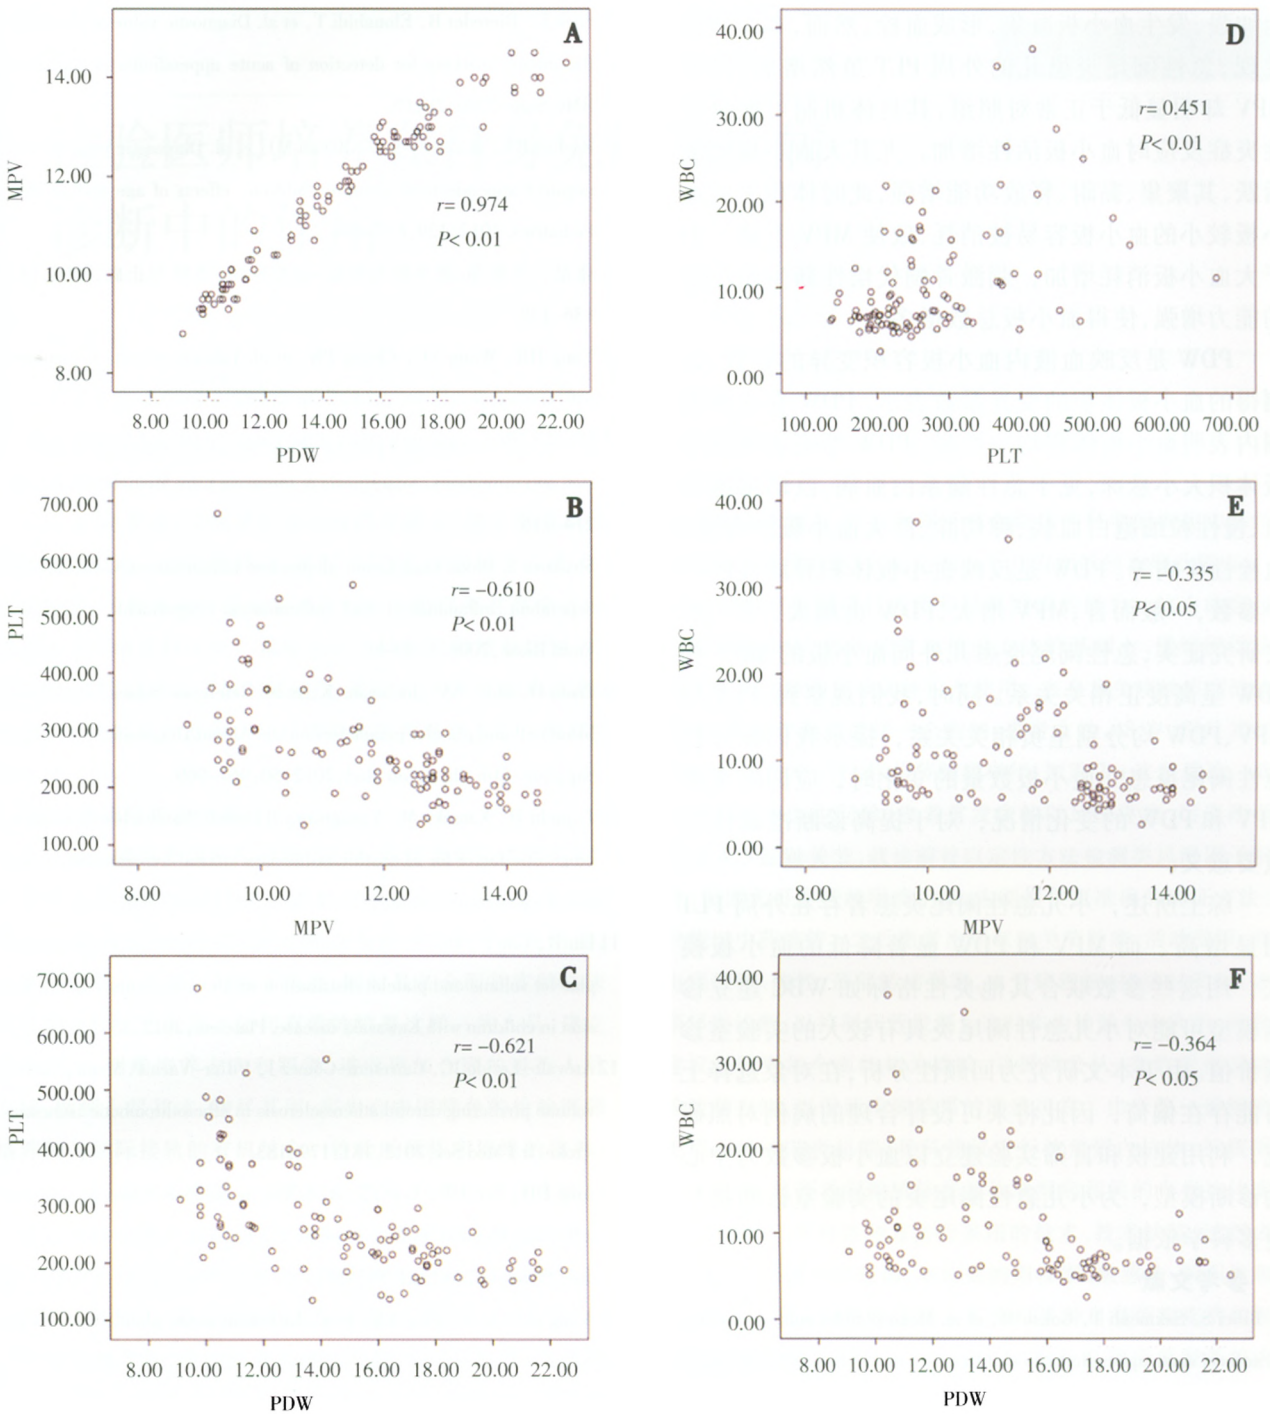 A
14.00
12.00
10.00
8.00
MPV
r= 0.974
P< 0.01
8.00 10.00 12.00 14.00 16.00 18.00 20.00 22.00
PDW
B
700.00
600.00
500.00
400.00
300.00
200.00
100.00
PLT
r= −0.610
P< 0.01
8.00 10.00 12.00 14.00
MPV
C
700.00
600.00
500.00
400.00
300.00
200.00
100.00
PLT
r= −0.621
P< 0.01
8.00 10.00 12.00 14.00 16.00 18.00 20.00 22.00
PDW
D
40.00
30.00
20.00
10.00
0.00
WBC
r= 0.451
P< 0.01
100.00 200.00 300.00 400.00 500.00 600.00 700.00
PLT
E
40.00
30.00
20.00
10.00
0.00
WBC
r= −0.335
P< 0.05
8.00 10.00 12.00 14.00
MPV
F
40.00
30.00
20.00
10.00
0.00
WBC
r= −0.364
P< 0.05
8.00 10.00 12.00 14.00 16.00 18.00 20.00 22.00
PDW